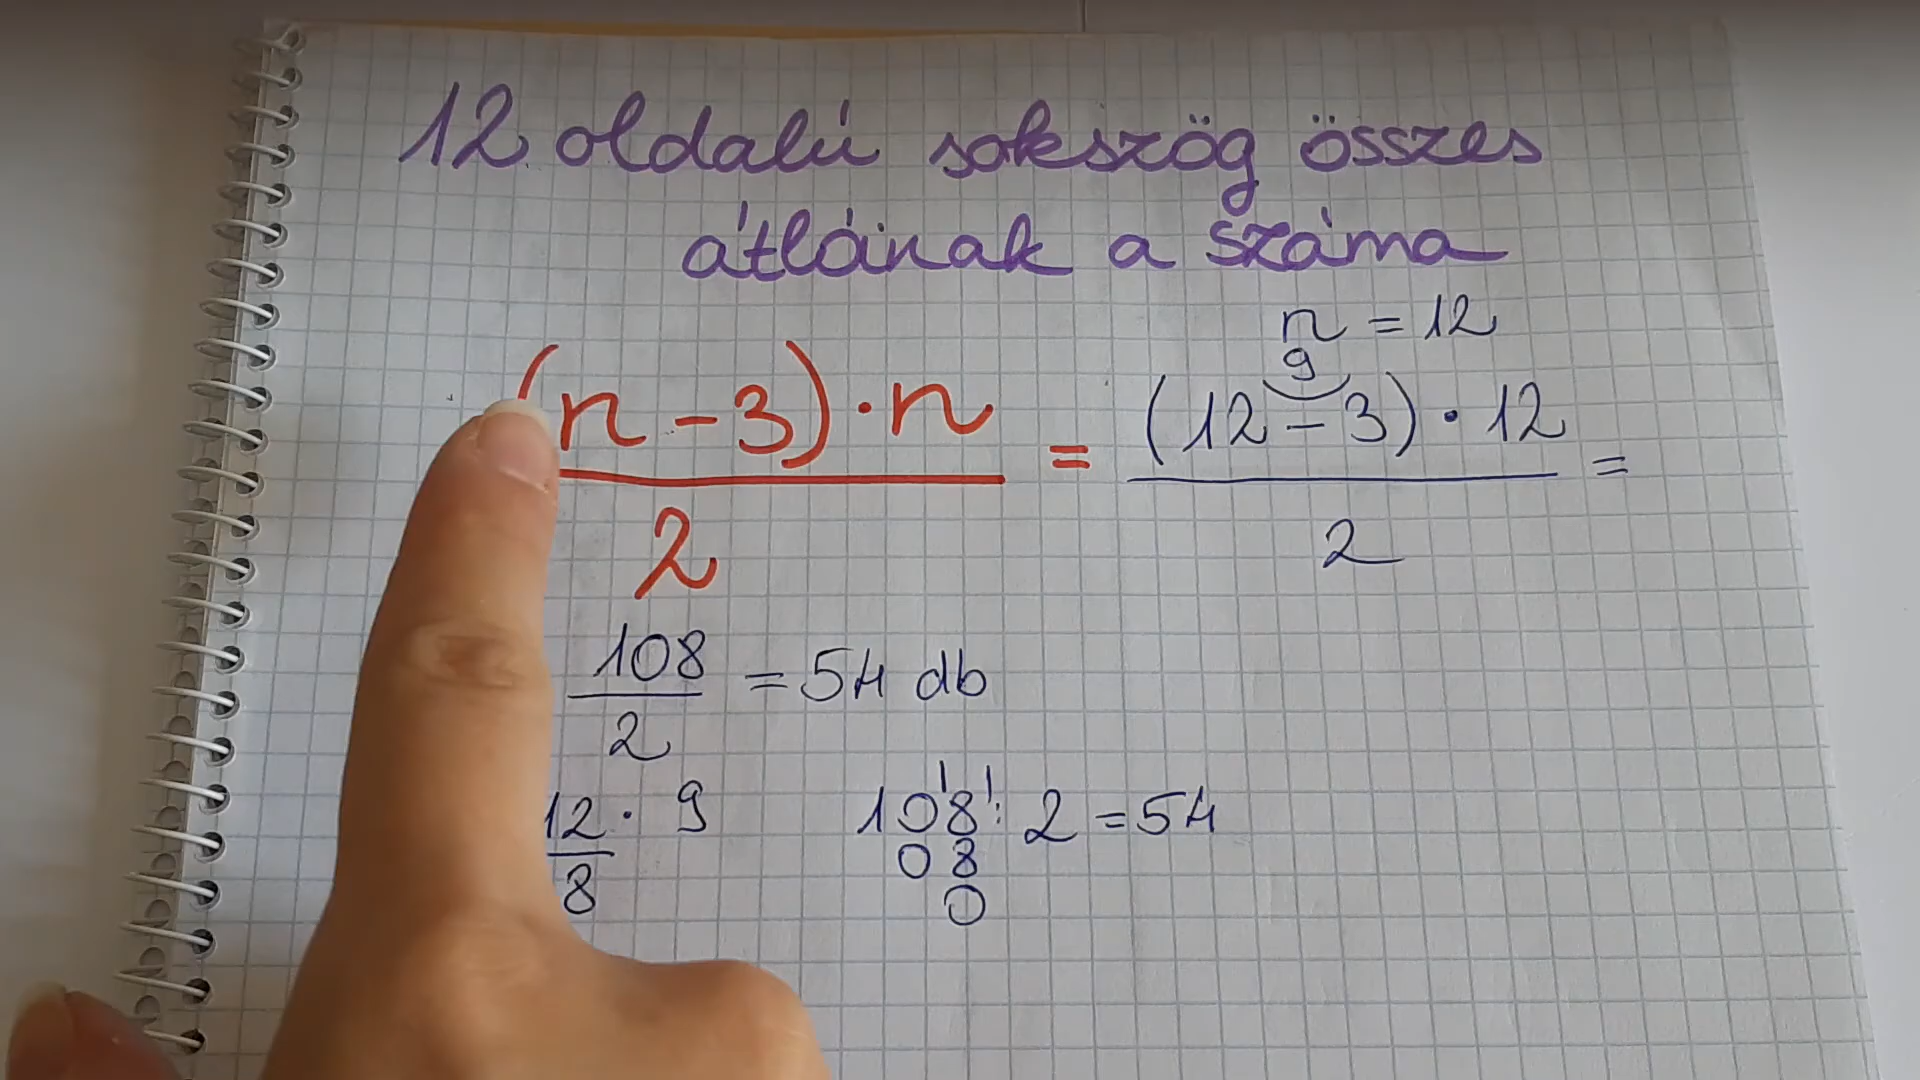 12 oldalú sokszög összes
átlóinak a száma
n = 12
9
(n - 3) · n / 2 = (12 - 3) · 12 / 2 =
108 / 2 = 54 db
12 · 9
8
108 : 2 = 54
08
0